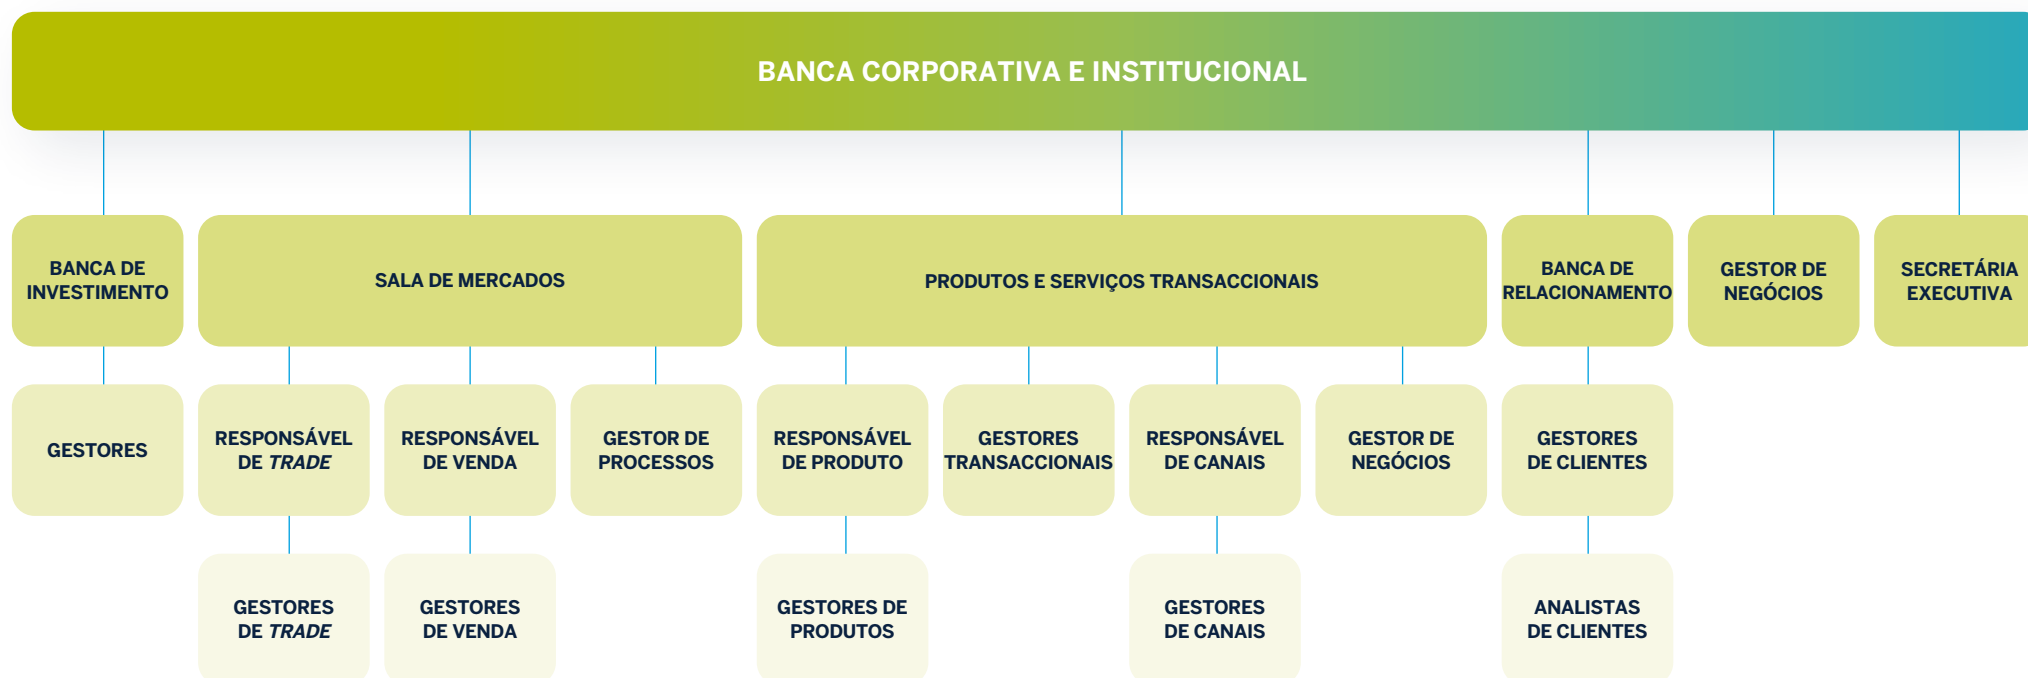 BANCA CORPORATIVA E INSTITUCIONAL
BANCA DE
INVESTIMENTO
SALA DE MERCADOS
PRODUTOS E SERVIÇOS TRANSACCIONAIS
BANCA DE
RELACIONAMENTO
GESTOR DE
NEGÓCIOS
SECRETÁRIA
EXECUTIVA
GESTORES
RESPONSÁVEL
DE TRADE
RESPONSÁVEL
DE VENDA
GESTOR DE
PROCESSOS
RESPONSÁVEL
DE PRODUTO
GESTORES
TRANSACCIONAIS
RESPONSÁVEL
DE CANAIS
GESTOR DE
NEGÓCIOS
GESTORES
DE CLIENTES
GESTORES
DE TRADE
GESTORES
DE VENDA
GESTORES DE
PRODUTOS
GESTORES
DE CANAIS
ANALISTAS
DE CLIENTES